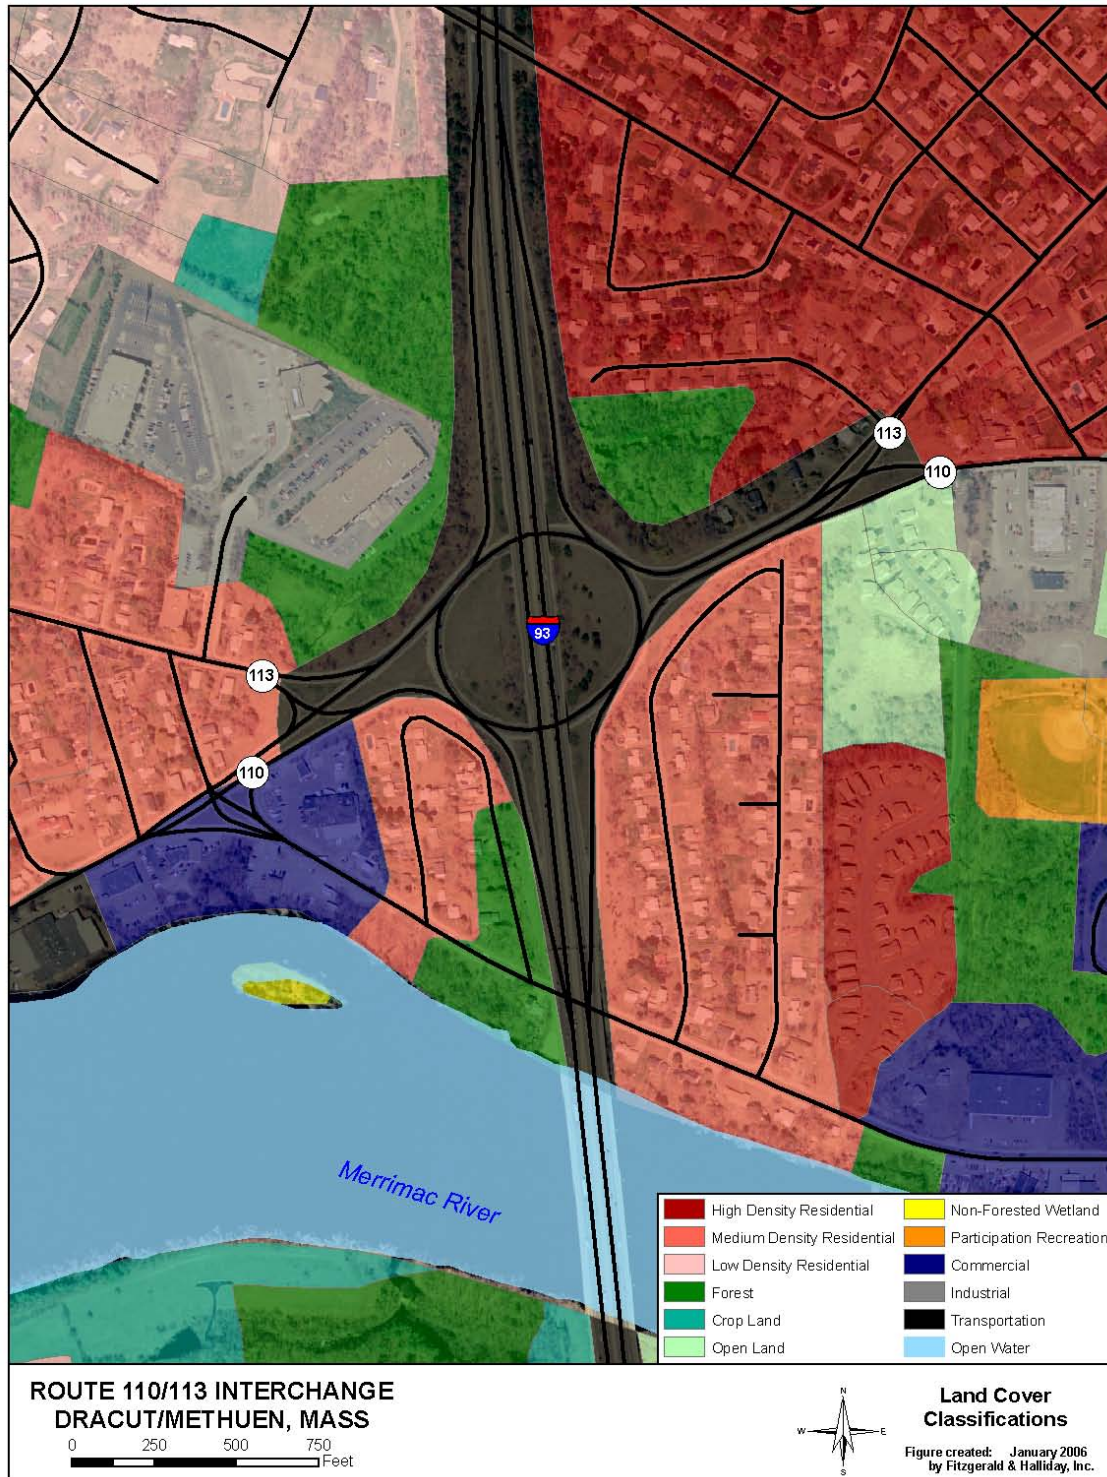 113
110
93
113
110
Merrimac River
High Density Residential
Medium Density Residential
Low Density Residential
Forest
Crop Land
Open Land
Non-Forested Wetland
Participation Recreation
Commercial
Industrial
Transportation
Open Water
ROUTE 110/113 INTERCHANGE
DRACUT/METHUEN, MASS
0 250 500 750
Feet
N
W E
S
Land Cover
Classifications
Figure created: January 2006
by Fitzgerald & Halliday, Inc.